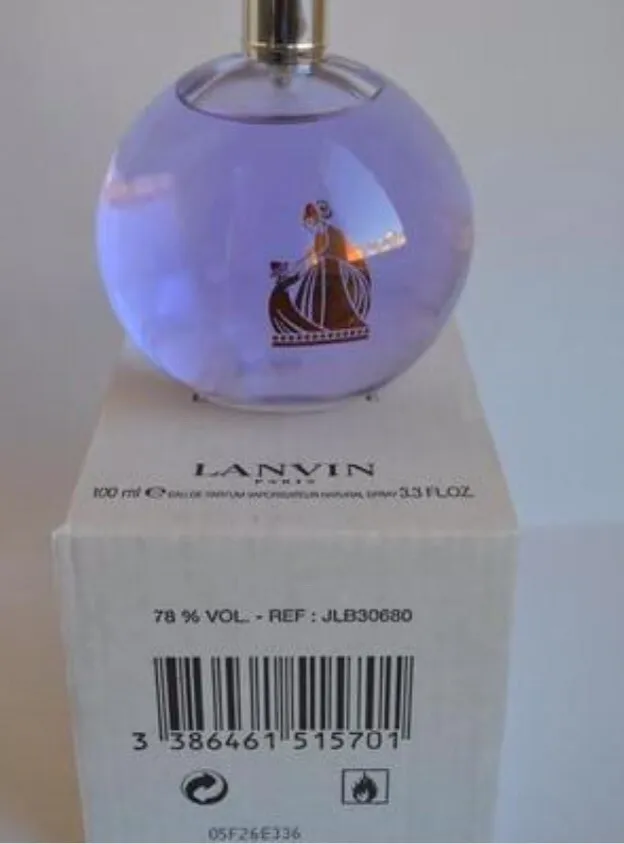 LANVIN
PARIS
100 ml ℮ EAU DE PARFUM VAPORISATEUR NATURAL SPRAY 3.3 FL.OZ.
78 % VOL. - REF : JLB30680
3 386461 515701
05F26E336